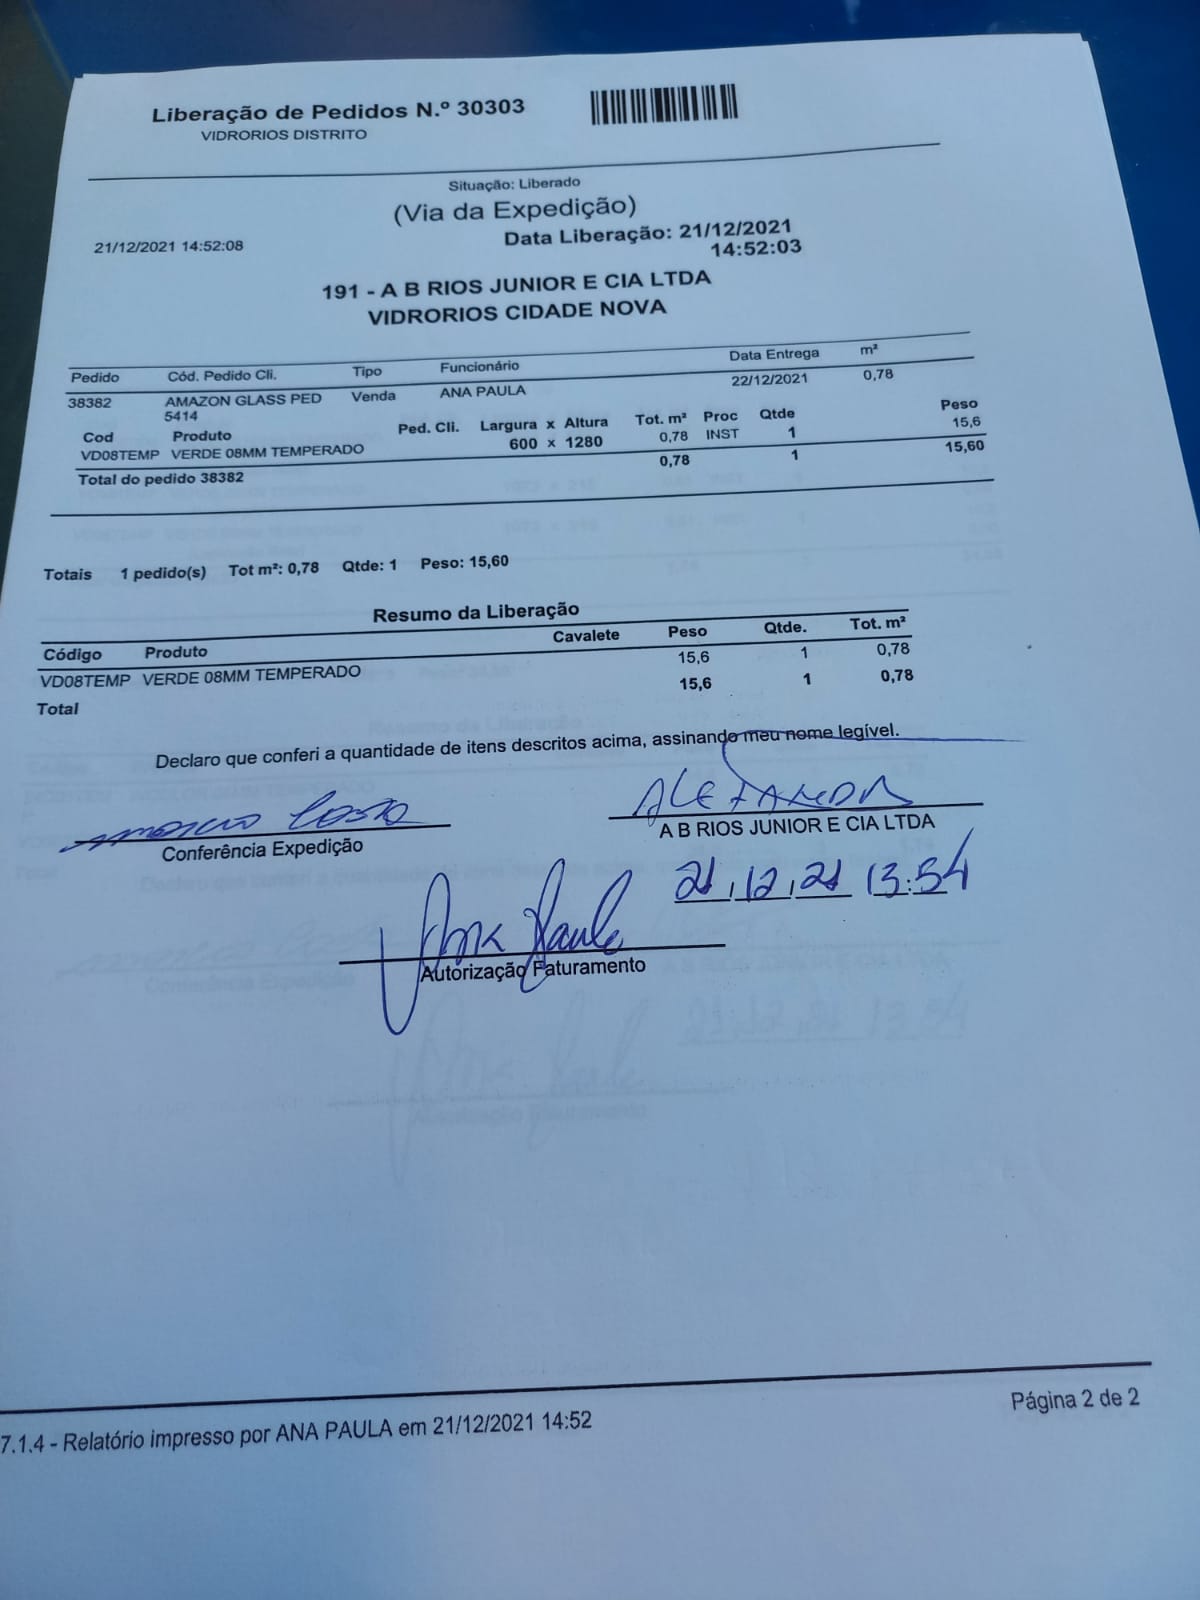 Liberação de Pedidos N.º 30303
VIDRORIOS DISTRITO
Situação: Liberado
(Via da Expedição)
21/12/2021 14:52:08
Data Liberação: 21/12/2021
14:52:03
191 - A B RIOS JUNIOR E CIA LTDA
VIDRORIOS CIDADE NOVA
Pedido Cód. Pedido Cli. Tipo Funcionário Data Entrega m²
38382 AMAZON GLASS PED Venda ANA PAULA 22/12/2021 0,78
5414
Cod Produto Ped. Cli. Largura x Altura Tot. m² Proc Qtde Peso
VD08TEMP VERDE 08MM TEMPERADO 600 x 1280 0,78 INST 1 15,6
Total do pedido 38382 0,78 1 15,60
Totais 1 pedido(s) Tot m²: 0,78 Qtde: 1 Peso: 15,60
Resumo da Liberação
Código Produto Cavalete Peso Qtde. Tot. m²
VD08TEMP VERDE 08MM TEMPERADO 15,6 1 0,78
Total 15,6 1 0,78
Declaro que conferi a quantidade de itens descritos acima, assinando meu nome legível.
Conferência Expedição
A B RIOS JUNIOR E CIA LTDA
21,12,21 13:54
Ana Paula
Autorização Faturamento
7.1.4 - Relatório impresso por ANA PAULA em 21/12/2021 14:52
Página 2 de 2